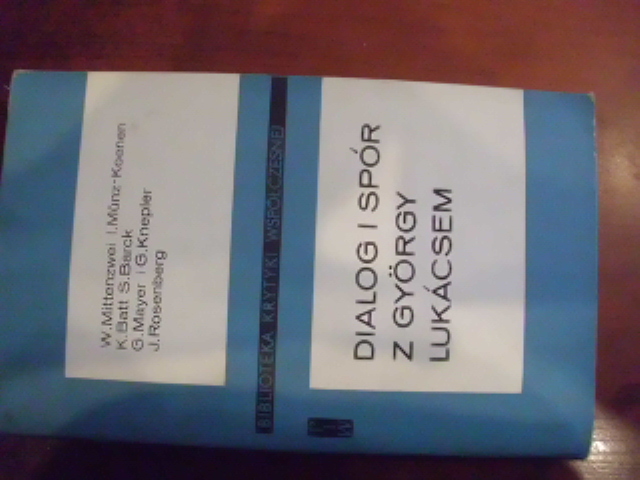 W. Mittenzwei I. Münz-Koenen
K. Batt S. Barck
G. Mayer i G. Knepler
J. Rosenberg
BIBLIOTEKA KRYTYKI WSPÓŁCZESNEJ
DIALOG I SPÓR
Z GYÖRGY
LUKÁCSEM